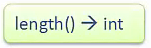 length() → int